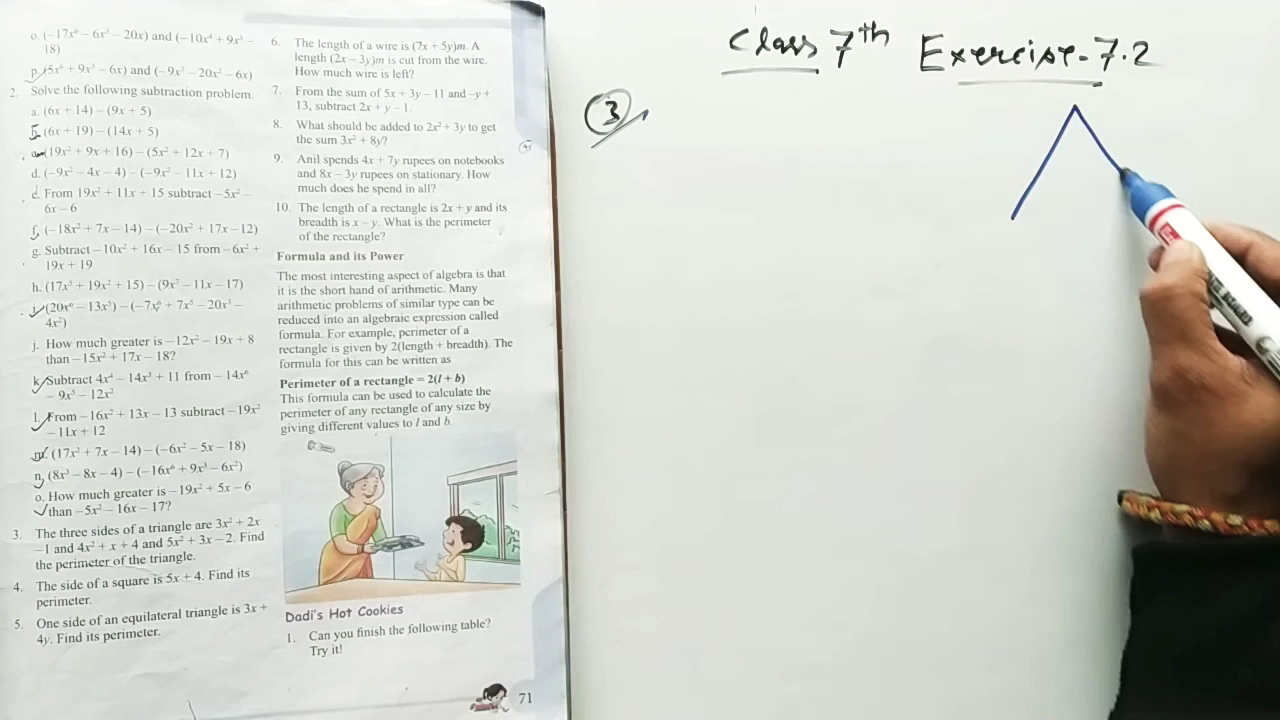 o. (−17x⁶ − 6x³ − 20x) and (−10x⁴ + 9x³ −
18)
p. (5x⁶ + 9x³ − 6x) and (−9x⁷ − 20x² − 6x)
2. Solve the following subtraction problem.
a. (6x + 14) − (9x + 5)
(6x + 19) − (14x + 5)
(19x² + 9x + 16) − (5x² + 12x + 7)
d. (−9x² − 4x − 4) − (−9x² − 11x + 12)
From 19x² + 11x + 15 subtract −5x² −
6x − 6
f. (−18x² + 7x − 14) − (−20x² + 17x − 12)
g. Subtract −10x² + 16x − 15 from −6x² +
19x + 19
h. (17x³ + 19x² + 15) − (9x⁷ − 11x − 17)
(20x⁶ − 13x³) − (−7x⁶ + 7x⁵ − 20x³ −
4x²)
j. How much greater is −12x² − 19x + 8
than −15x² + 17x − 18?
k. Subtract 4x⁴ − 14x³ + 11 from −14x⁶
− 9x⁵ − 12x²
l. From −16x² + 13x − 13 subtract −19x²
− 11x + 12
m. (17x² + 7x − 14) − (−6x² − 5x − 18)
n. (8x³ − 8x − 4) − (−16x⁶ + 9x³ − 6x²)
o. How much greater is −19x² + 5x − 6
than −5x² − 16x − 17?
3. The three sides of a triangle are 3x² + 2x
−1 and 4x² + x + 4 and 5x² + 3x − 2. Find
the perimeter of the triangle.
4. The side of a square is 5x + 4. Find its
perimeter.
5. One side of an equilateral triangle is 3x +
4y. Find its perimeter.
6. The length of a wire is (7x + 5y)m. A
length (2x − 3y)m is cut from the wire.
How much wire is left?
7. From the sum of 5x + 3y − 11 and −y +
13, subtract 2x + y − 1.
8. What should be added to 2x² + 3y to get
the sum 3x² + 8y?
9. Anil spends 4x + 7y rupees on notebooks
and 8x − 3y rupees on stationary. How
much does he spend in all?
10. The length of a rectangle is 2x + y and its
breadth is x − y. What is the perimeter
of the rectangle?
Formula and its Power
The most interesting aspect of algebra is that
it is the short hand of arithmetic. Many
arithmetic problems of similar type can be
reduced into an algebraic expression called
formula. For example, perimeter of a
rectangle is given by 2(length + breadth). The
formula for this can be written as
Perimeter of a rectangle = 2(l + b)
This formula can be used to calculate the
perimeter of any rectangle of any size by
giving different values to l and b.
Dadi's Hot Cookies
1. Can you finish the following table?
Try it!
71
Class 7th Exercise-7.2
3